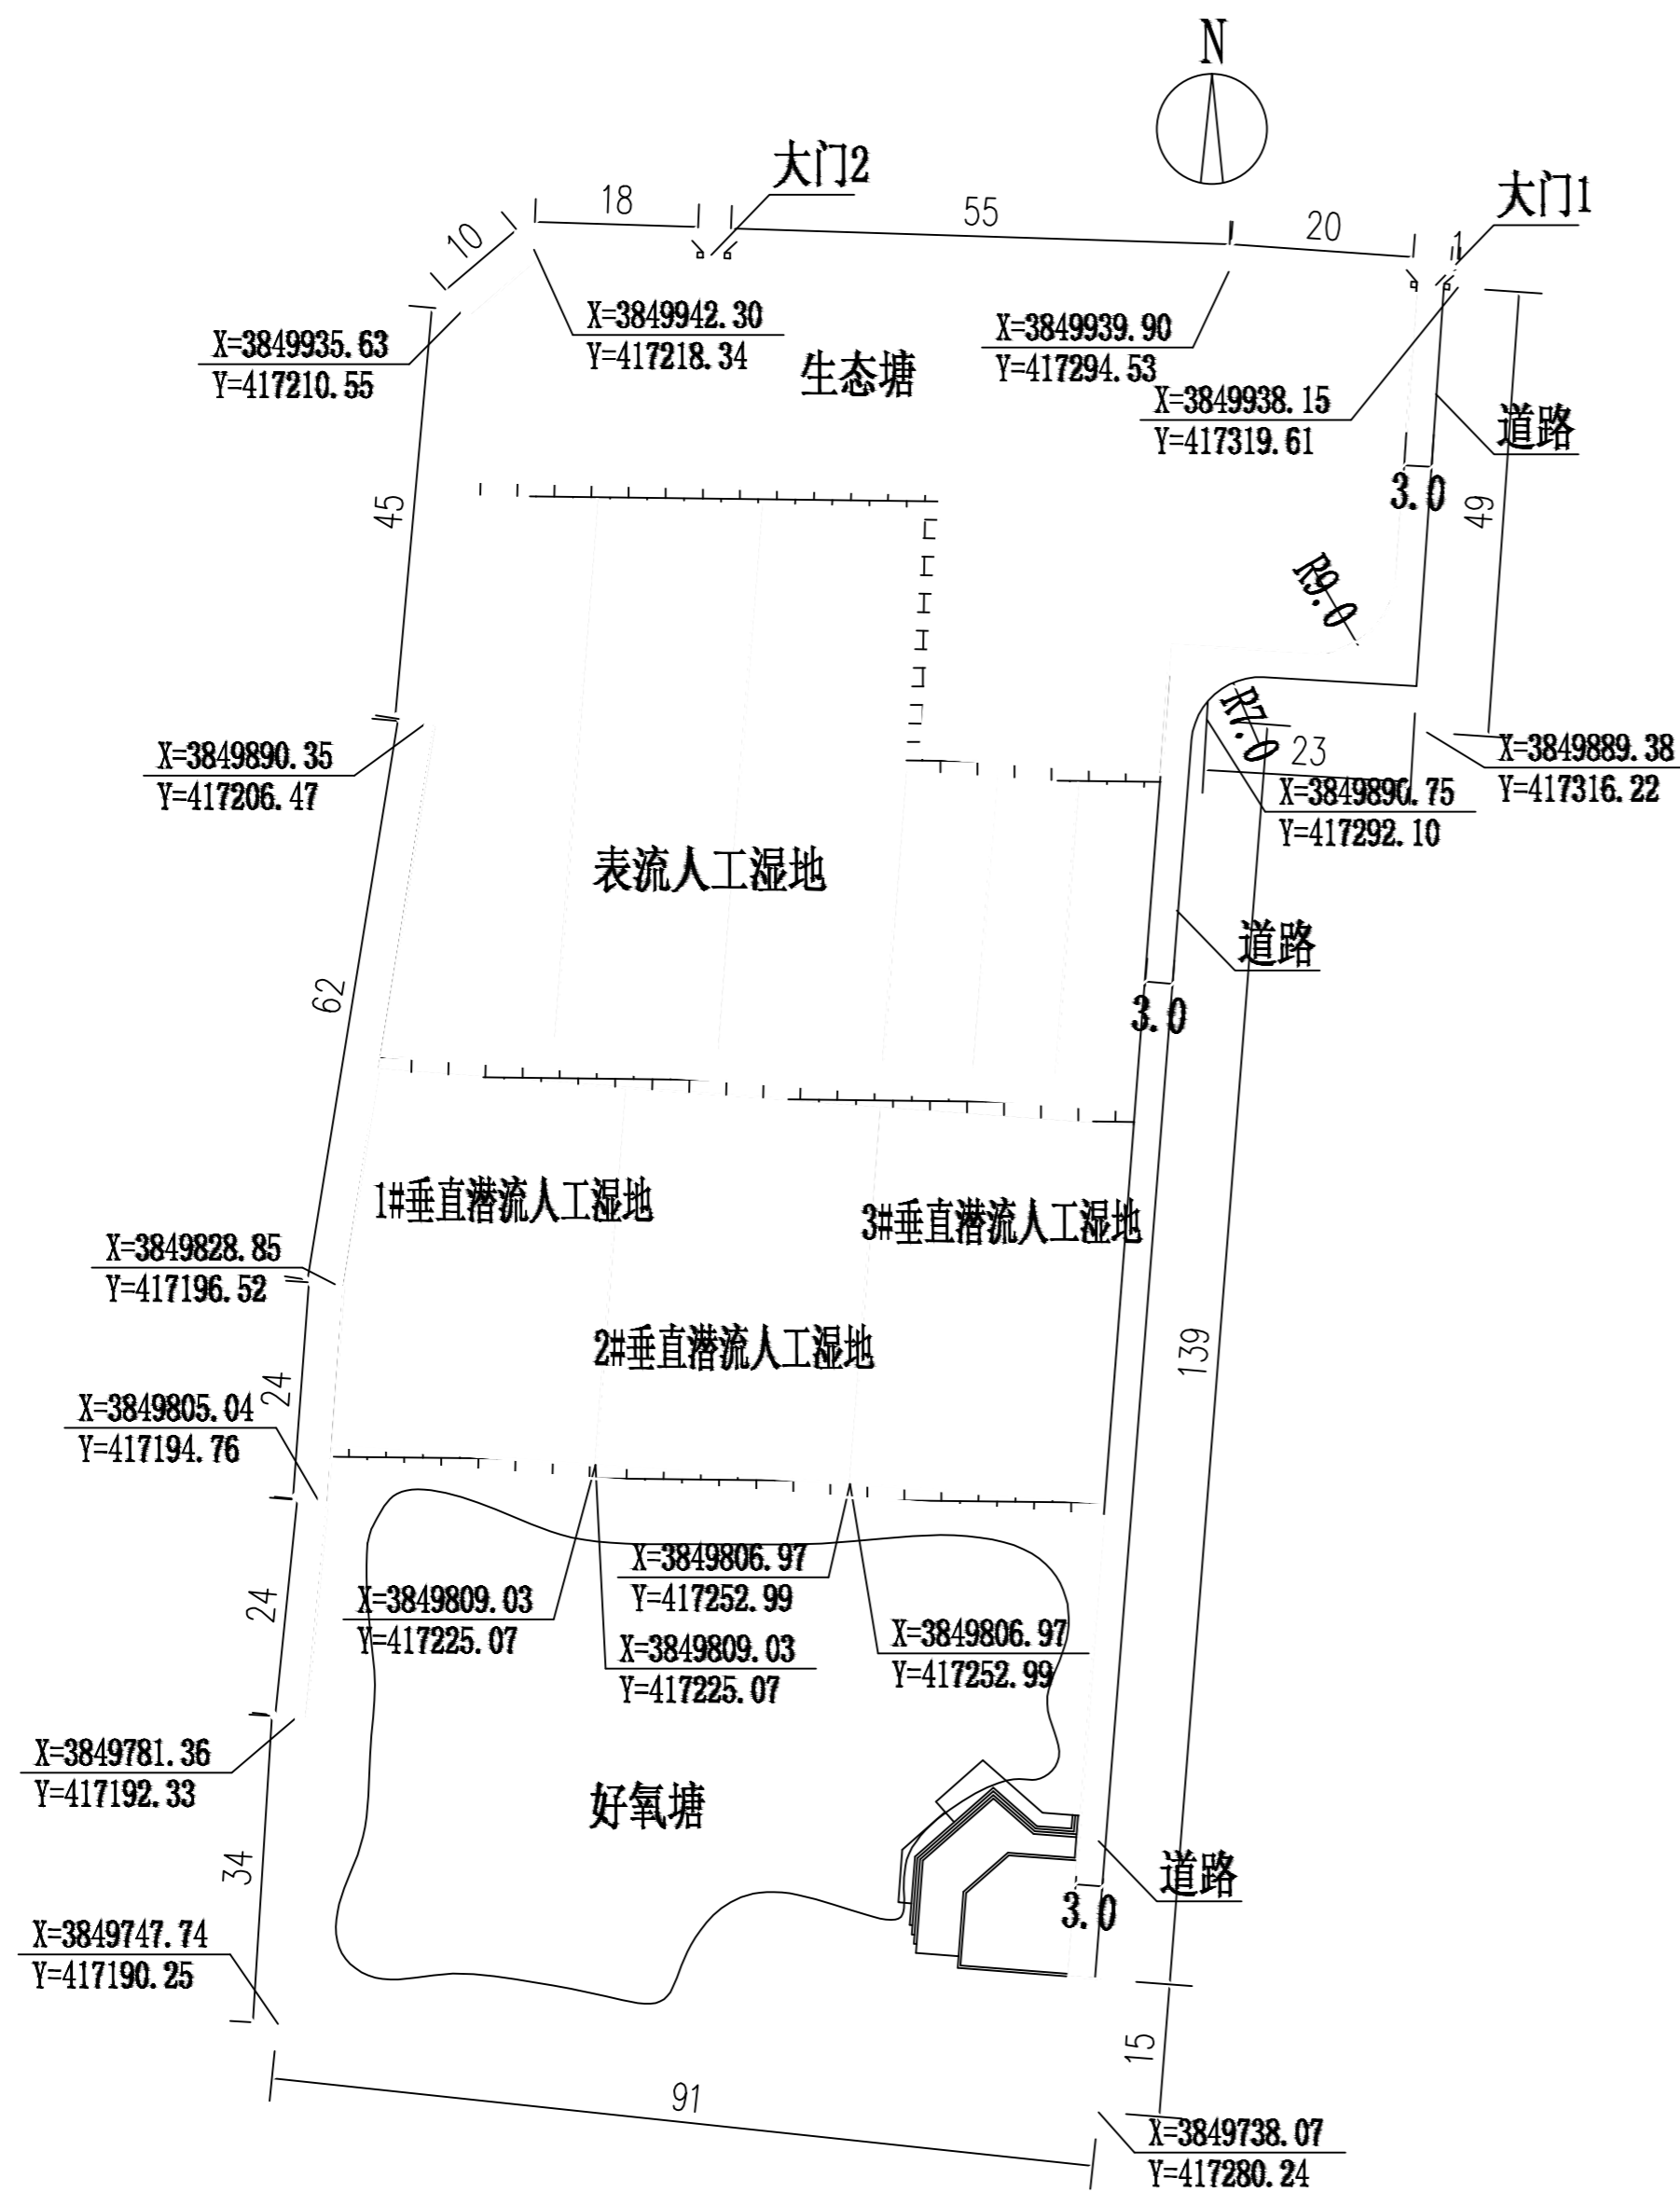 N
大门2
大门1
18
55
20
1
10
X=3849942.30
Y=417218.34
X=3849939.90
Y=417294.53
X=3849935.63
Y=417210.55
生态塘
X=3849938.15
Y=417319.61
道路
45
3.0
49
R9.0
R7.0
23
X=3849890.35
Y=417206.47
X=3849889.38
Y=417316.22
X=3849890.75
Y=417292.10
表流人工湿地
道路
62
3.0
1#垂直潜流人工湿地
3#垂直潜流人工湿地
X=3849828.85
Y=417196.52
2#垂直潜流人工湿地
139
24
X=3849805.04
Y=417194.76
X=3849806.97
Y=417252.99
24
X=3849809.03
Y=417225.07
X=3849809.03
Y=417225.07
X=3849806.97
Y=417252.99
X=3849781.36
Y=417192.33
好氧塘
34
道路
3.0
X=3849747.74
Y=417190.25
15
91
X=3849738.07
Y=417280.24